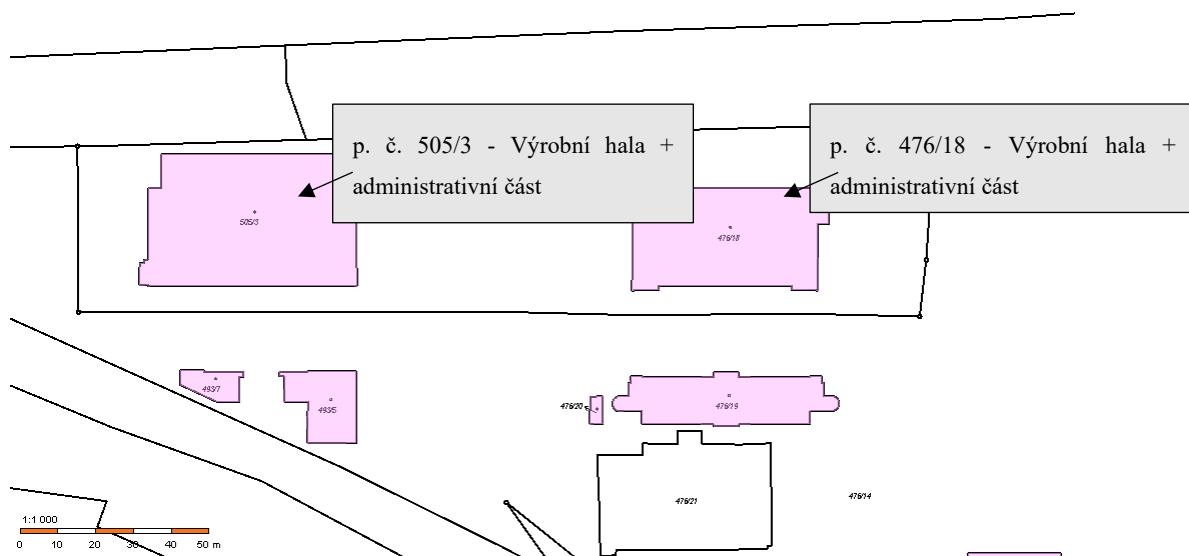 p. č. 505/3 - Výrobní hala +
administrativní část
p. č. 476/18 - Výrobní hala +
administrativní část
505/3
476/18
493/7
493/5
476/20
476/19
476/21
476/14
1:1 000
0 10 20 30 40 50 m